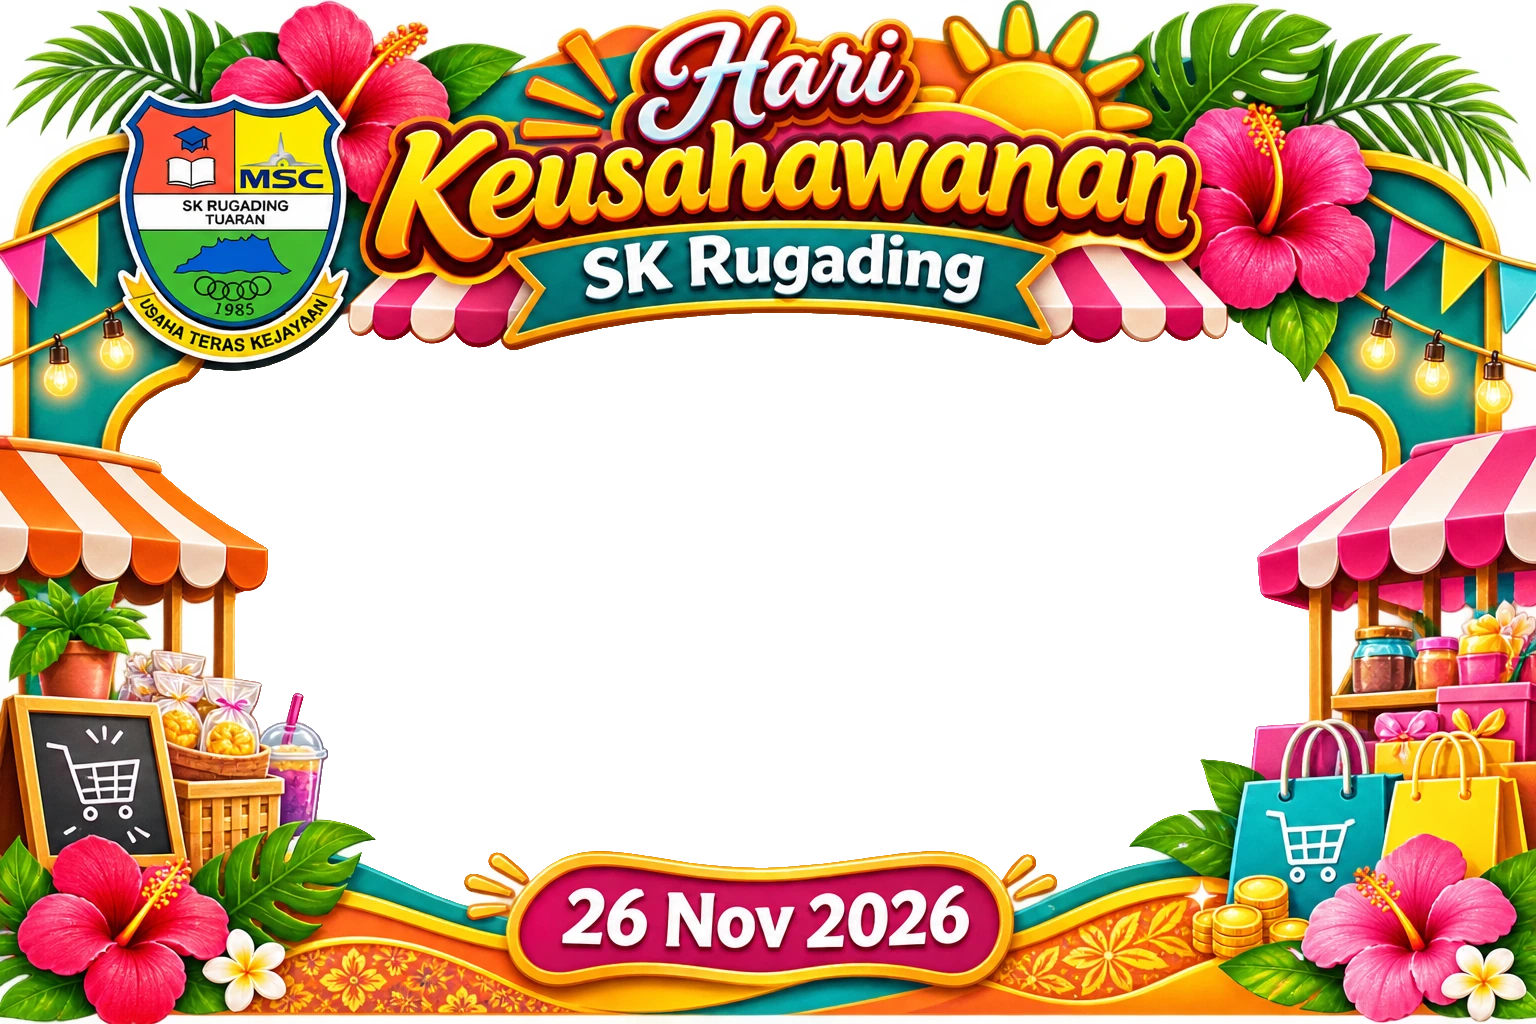 Hari
Keusahawanan
SK Rugading
MSC
SK RUGADING
TUARAN
1985
USAHA TERAS KEJAYAAN
26 Nov 2026